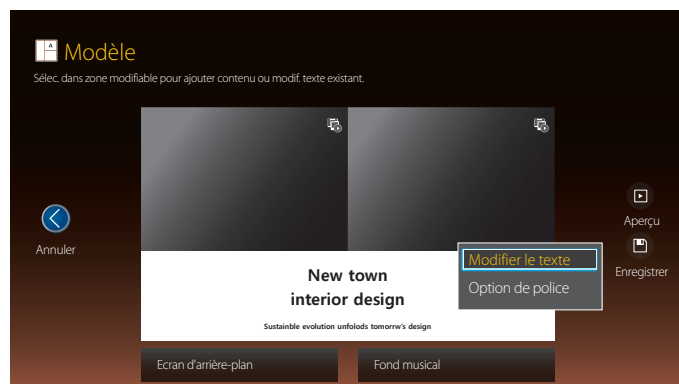 A
Modèle
Sélec. dans zone modifiable pour ajouter contenu ou modif. texte existant.
Annuler
New town
interior design
Sustainble evolution unfolods tomorrw's design
Modifier le texte
Option de police
Aperçu
Enregistrer
Ecran d'arrière-plan
Fond musical